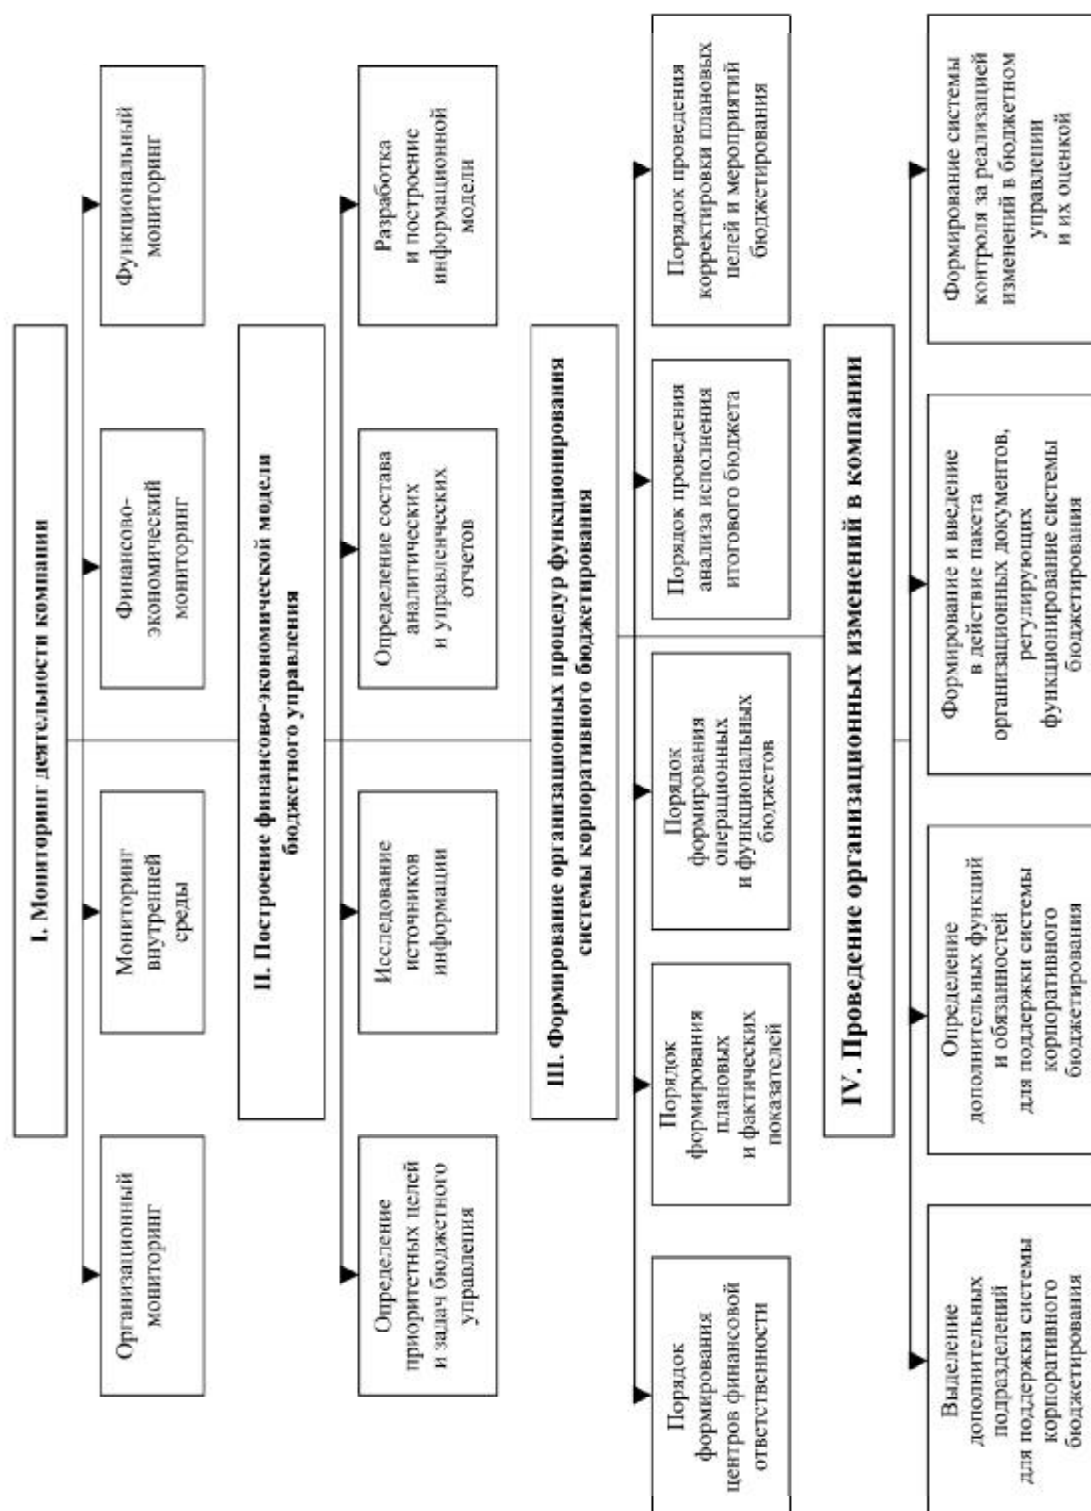 I. Мониторинг деятельности компании
Организационный
мониторинг
Мониторинг
внутренней
среды
Финансово-
экономический
мониторинг
Функциональный
мониторинг
II. Построение финансово-экономической модели
бюджетного управления
Определение
приоритетных целей
и задач бюджетного
управления
Исследование
источников
информации
Определение состава
аналитических
и управленческих
отчетов
Разработка
и построение
информационной
модели
III. Формирование организационных процедур функционирования
системы корпоративного бюджетирования
Порядок
формирования
центров финансовой
ответственности
Порядок
формирования
плановых
и фактических
показателей
Порядок
формирования
операционных
и функциональных
бюджетов
Порядок проведения
анализа исполнения
итогового бюджета
Порядок проведения
корректировки плановых
целей и мероприятий
бюджетирования
IV. Проведение организационных изменений в компании
Выделение
дополнительных
подразделений
для поддержки системы
корпоративного
бюджетирования
Определение
дополнительных функций
и обязанностей
для поддержки системы
корпоративного
бюджетирования
Формирование и введение
в действие пакета
организационных документов,
регулирующих
функционирование системы
бюджетирования
Формирование системы
контроля за реализацией
изменений в бюджетном
управлении
и их оценкой